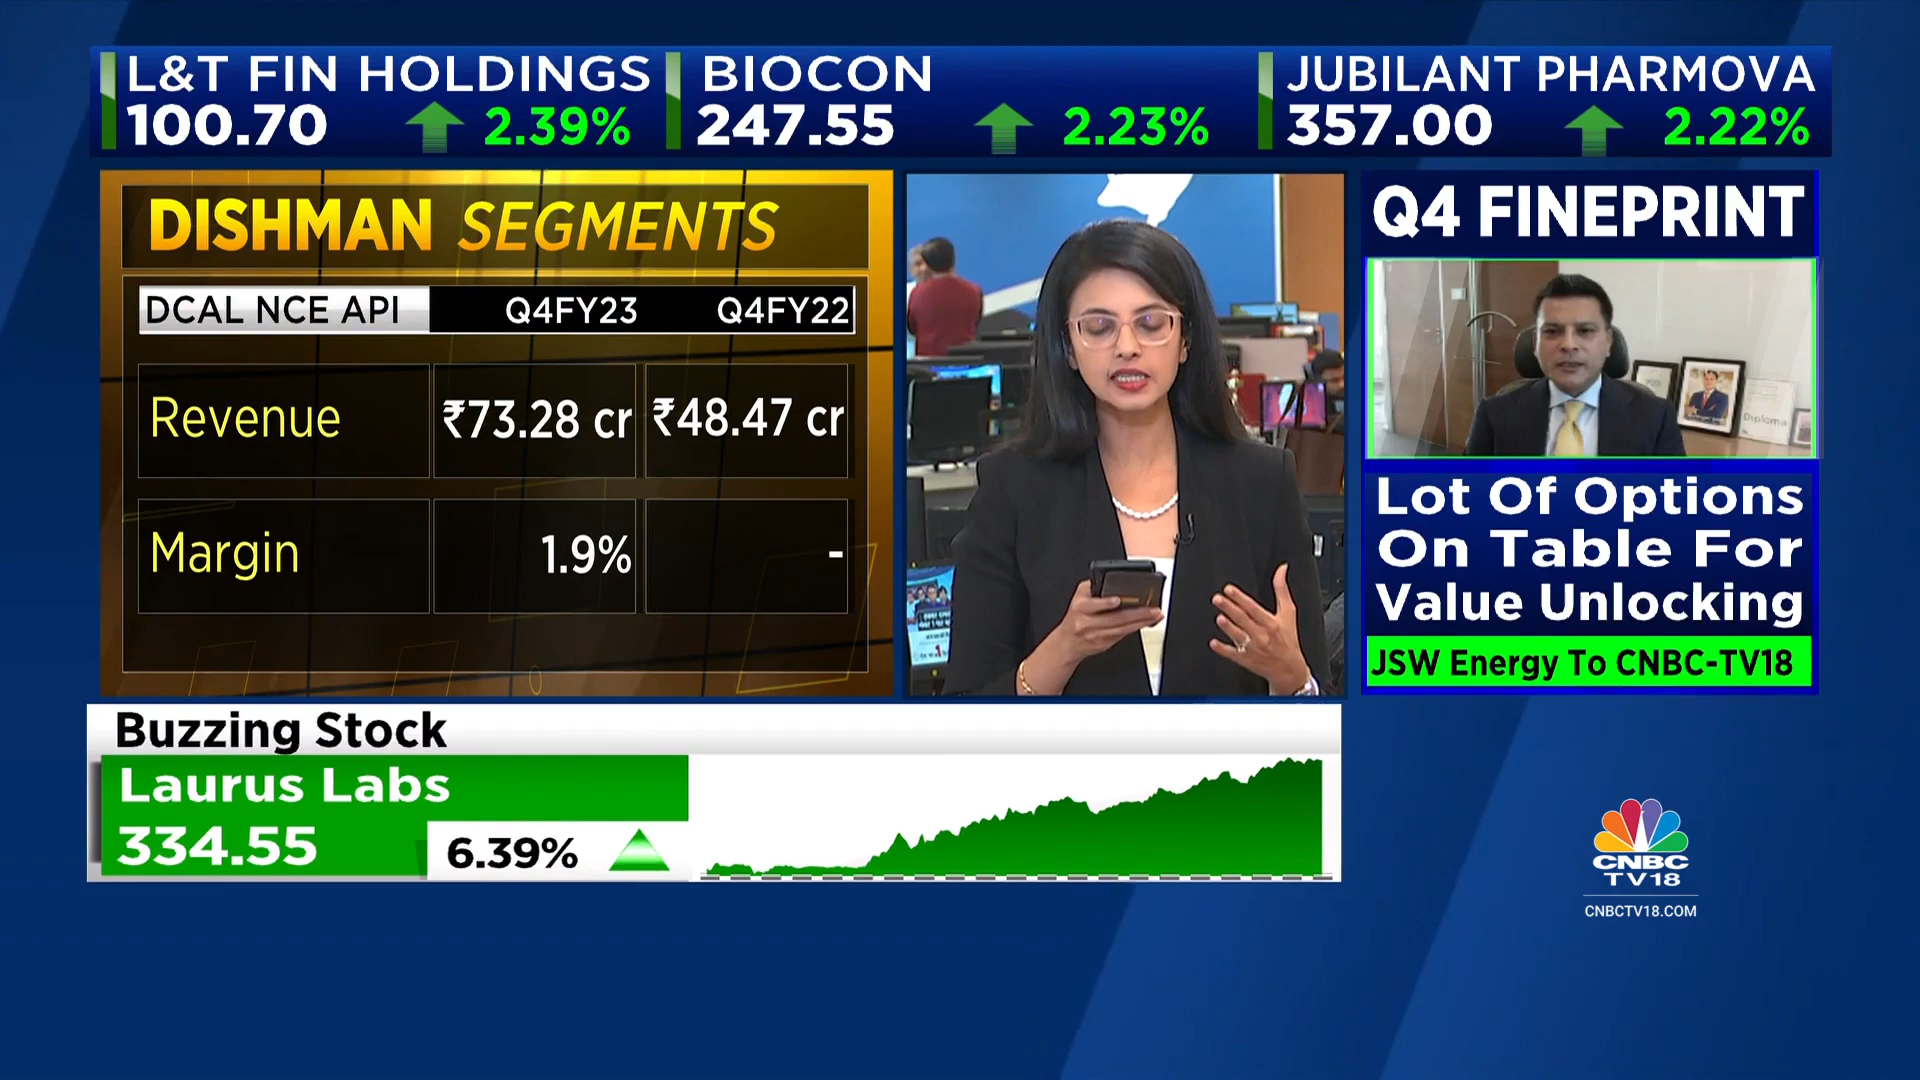 L&T FIN HOLDINGS
100.70 2.39%
BIOCON
247.55 2.23%
JUBILANT PHARMOVA
357.00 2.22%
DISHMAN SEGMENTS
DCAL NCE API Q4FY23 Q4FY22
Revenue ₹73.28 cr ₹48.47 cr
Margin 1.9% -
Q4 FINEPRINT
Diploma
Lot Of Options
On Table For
Value Unlocking
JSW Energy To CNBC-TV18
Buzzing Stock
Laurus Labs
334.55
6.39%
CNBC
TV18
CNBCTV18.COM